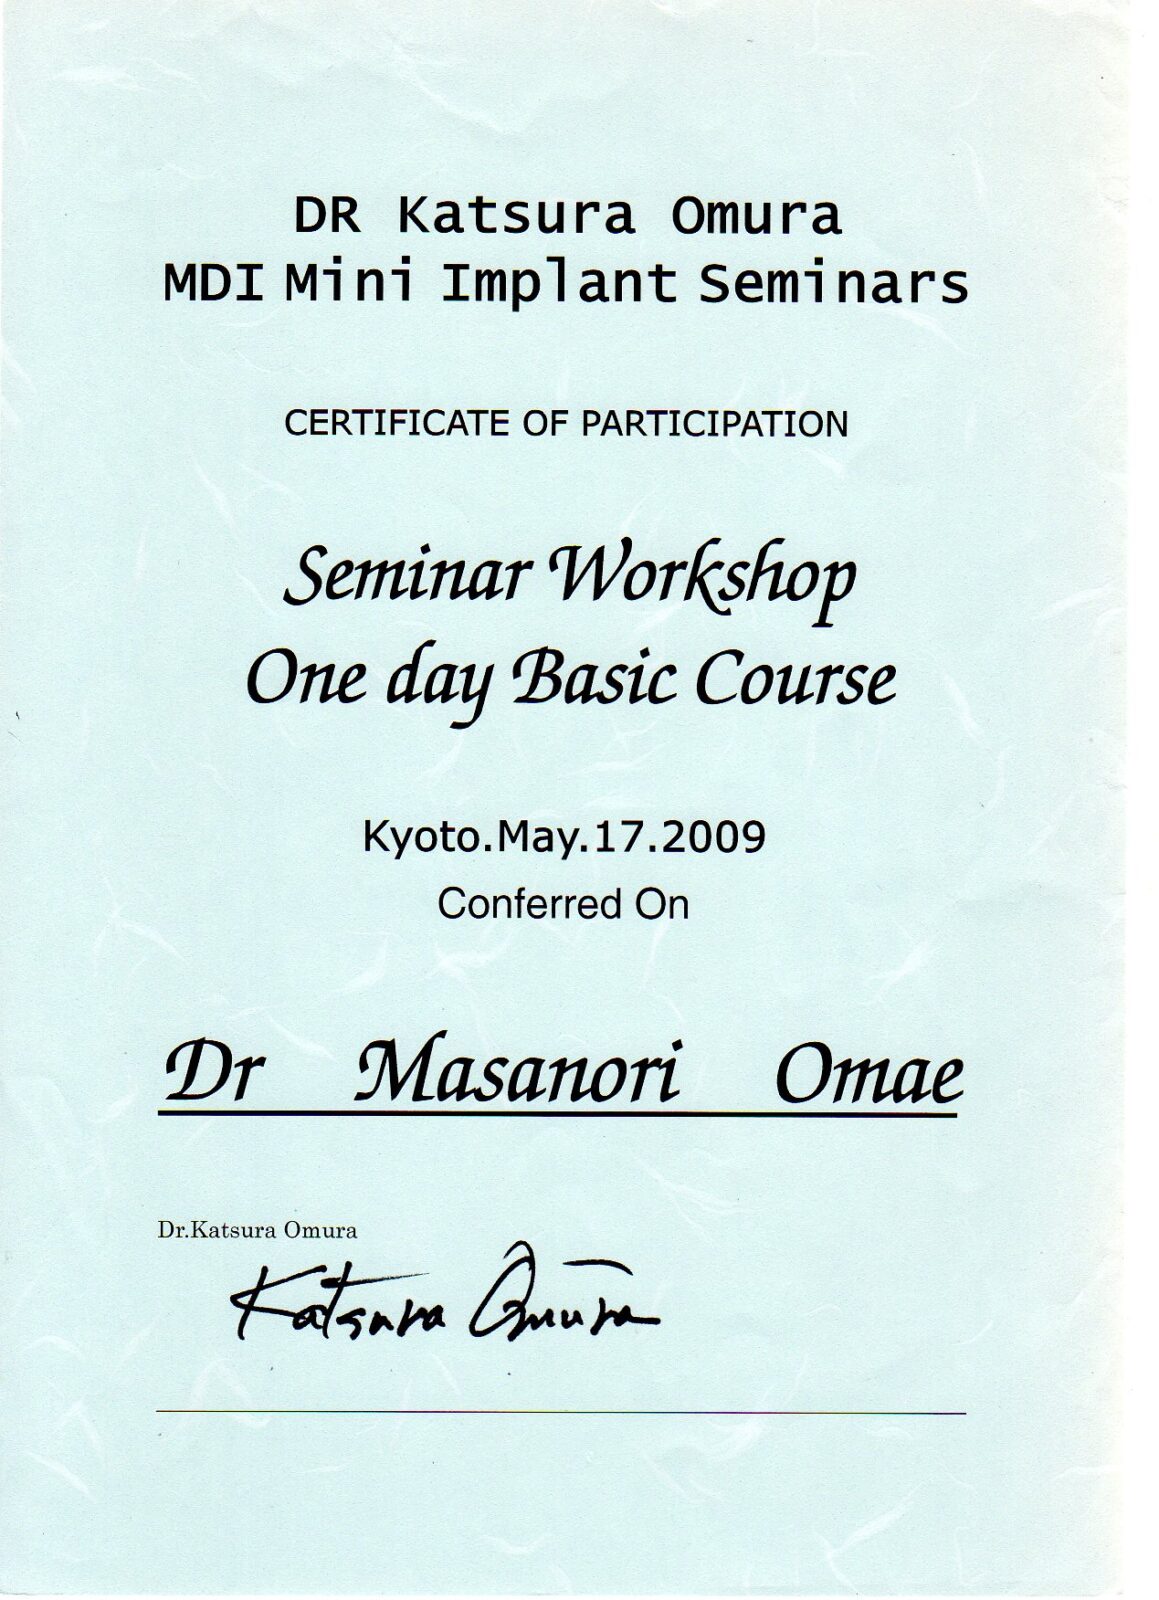 DR Katsura Omura
MDI Mini Implant Seminars
CERTIFICATE OF PARTICIPATION
Seminar Workshop
One day Basic Course
Kyoto.May.17.2009
Conferred On
Dr Masanori Omae
Dr.Katsura Omura
Katsura Omura